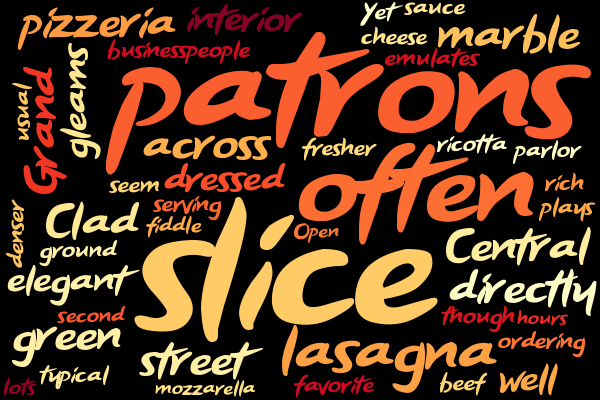 pizzeria
interior
Yet
sauce
businesspeople
cheese
marble
emulates
usual
Grand
gleams
patrons
across
fresher
ricotta
parlor
seem
dressed
often
rich
plays
denser
Clad
serving
fiddle
Open
ground
slice
Central
elegant
directly
second
though
hours
green
street
lasagna
ordering
lots
typical
mozzarella
favorite
beef
well